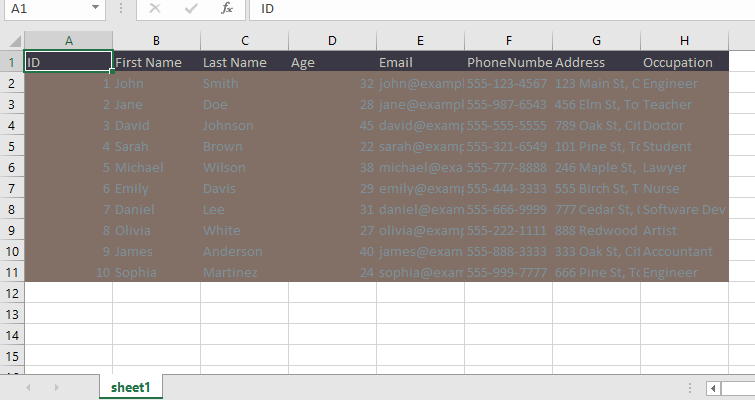 A1 fx ID
A B C D E F G H
1 ID First Name Last Name Age Email PhoneNumbe Address Occupation
2 1 John Smith 32 john@exampl 555-123-4567 123 Main St, C Engineer
3 2 Jane Doe 28 jane@exampl 555-987-6543 456 Elm St, To Teacher
4 3 David Johnson 45 david@examp 555-555-5555 789 Oak St, Cit Doctor
5 4 Sarah Brown 22 sarah@examp 555-321-6549 101 Pine St, To Student
6 5 Michael Wilson 38 michael@exa 555-777-8888 246 Maple St, Lawyer
7 6 Emily Davis 29 emily@examp 555-444-3333 555 Birch St, T Nurse
8 7 Daniel Lee 31 daniel@exam 555-666-9999 777 Cedar St, Software Dev
9 8 Olivia White 27 olivia@examp 555-222-1111 888 Redwood Artist
10 9 James Anderson 40 james@exam 555-888-3333 333 Oak St, Cit Accountant
11 10 Sophia Martinez 24 sophia@exam 555-999-7777 666 Pine St, To Engineer
12
13
14
15
sheet1